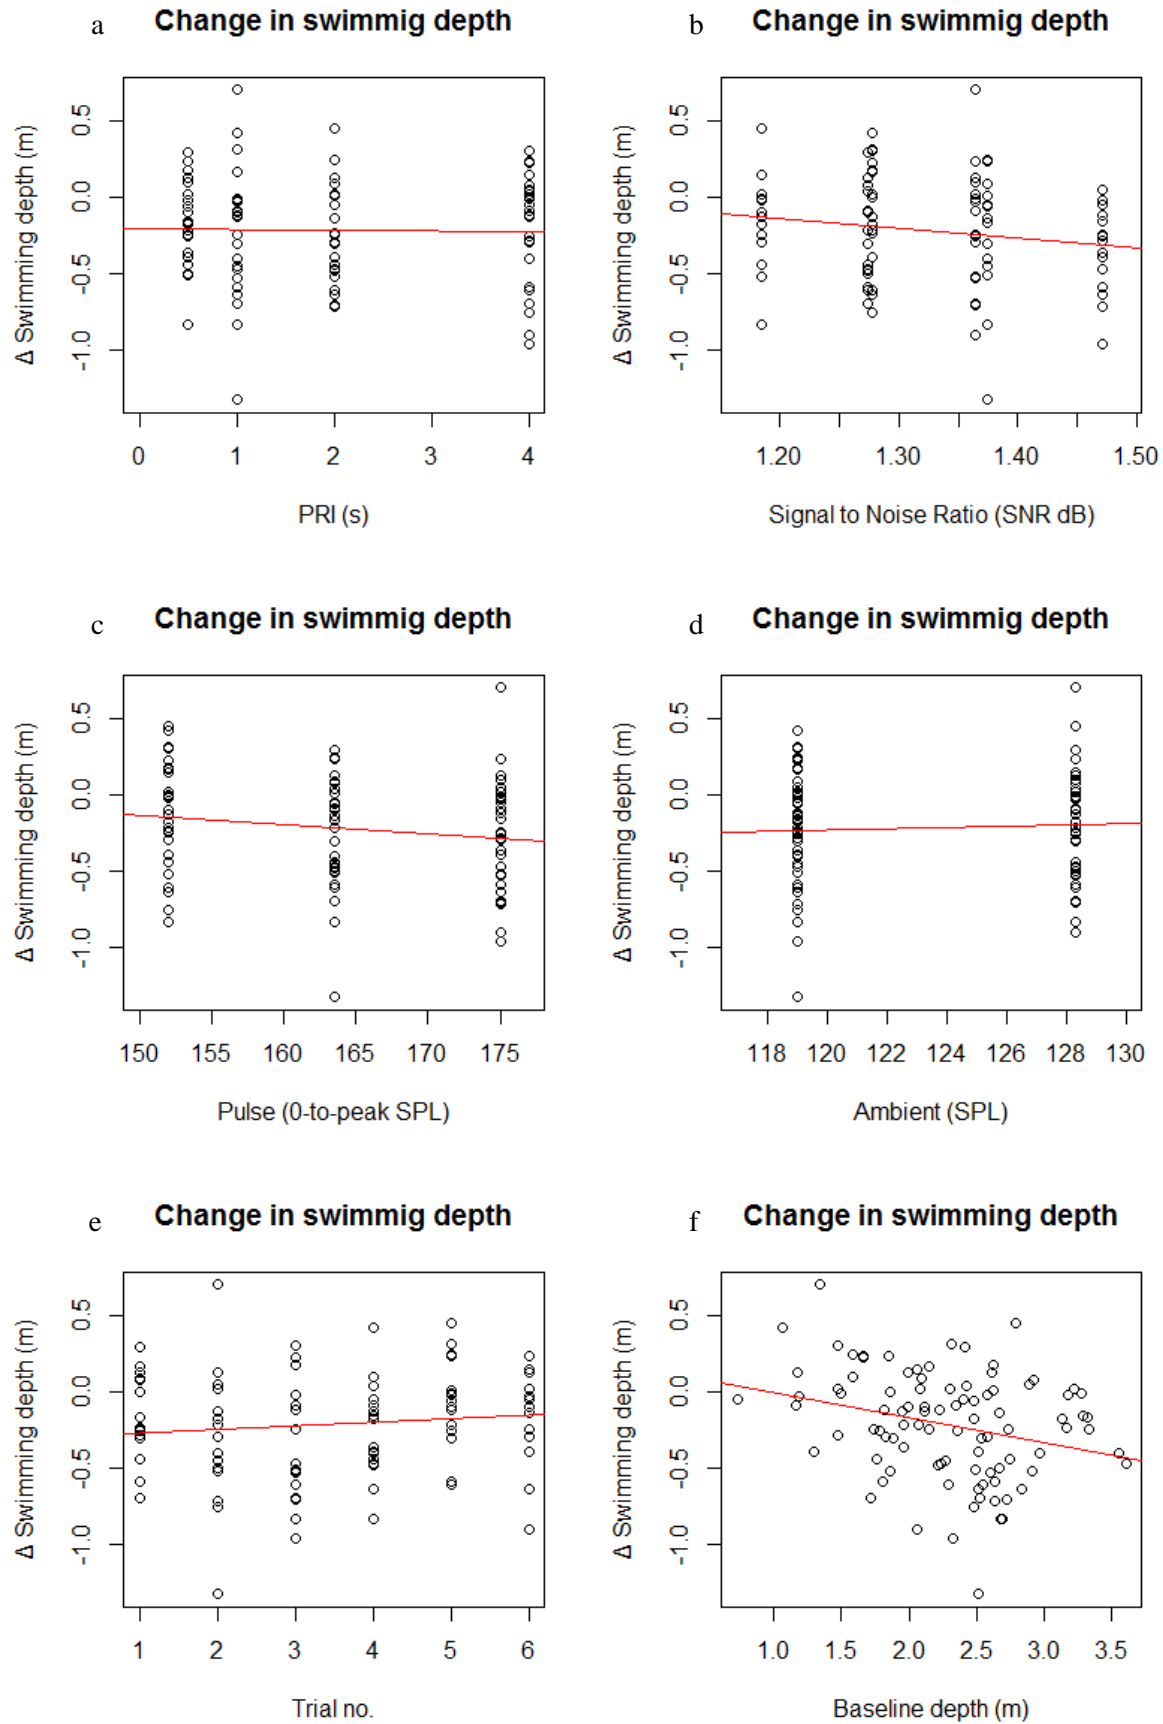 a Change in swimmig depth
Δ Swimming depth (m)
0.5
0.0
-0.5
-1.0
0 1 2 3 4
PRI (s)
b Change in swimmig depth
Δ Swimming depth (m)
0.5
0.0
-0.5
-1.0
1.20 1.30 1.40 1.50
Signal to Noise Ratio (SNR dB)
c Change in swimmig depth
Δ Swimming depth (m)
0.5
0.0
-0.5
-1.0
150 155 160 165 170 175
Pulse (0-to-peak SPL)
d Change in swimmig depth
Δ Swimming depth (m)
0.5
0.0
-0.5
-1.0
118 120 122 124 126 128 130
Ambient (SPL)
e Change in swimmig depth
Δ Swimming depth (m)
0.5
0.0
-0.5
-1.0
1 2 3 4 5 6
Trial no.
f Change in swimming depth
Δ Swimming depth (m)
0.5
0.0
-0.5
-1.0
1.0 1.5 2.0 2.5 3.0 3.5
Baseline depth (m)